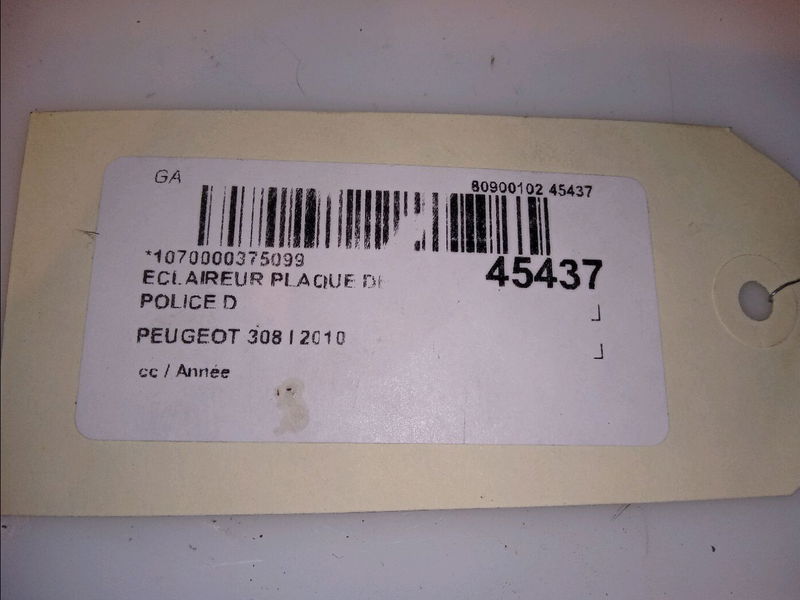 GA
80900102 45437
*1070000375099
45437
ECLAIREUR PLAQUE DE
POLICE D
PEUGEOT 308 I 2010
cc / Année